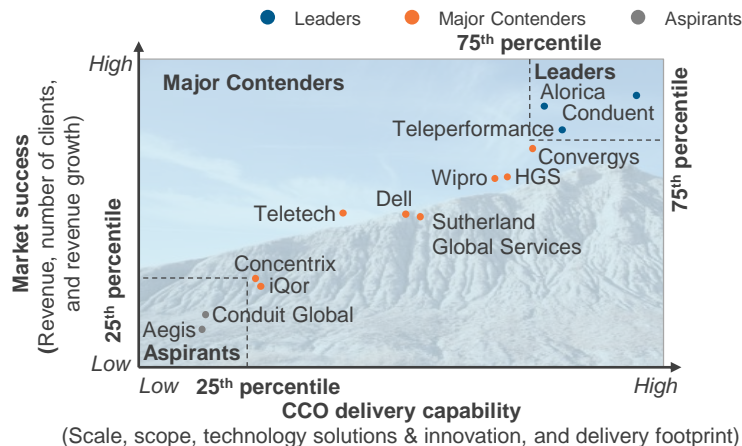 Leaders
Major Contenders
Aspirants
75th percentile
High
Major Contenders
Leaders
Alorica
Conduent
Teleperformance
Convergys
Wipro
HGS
Teletech
Dell
Sutherland
Global Services
Concentrix
iQor
Conduit Global
Aegis
Aspirants
75th percentile
Market success
(Revenue, number of clients,
and revenue growth)
25th percentile
Low
Low
25th percentile
High
CCO delivery capability
(Scale, scope, technology solutions & innovation, and delivery footprint)